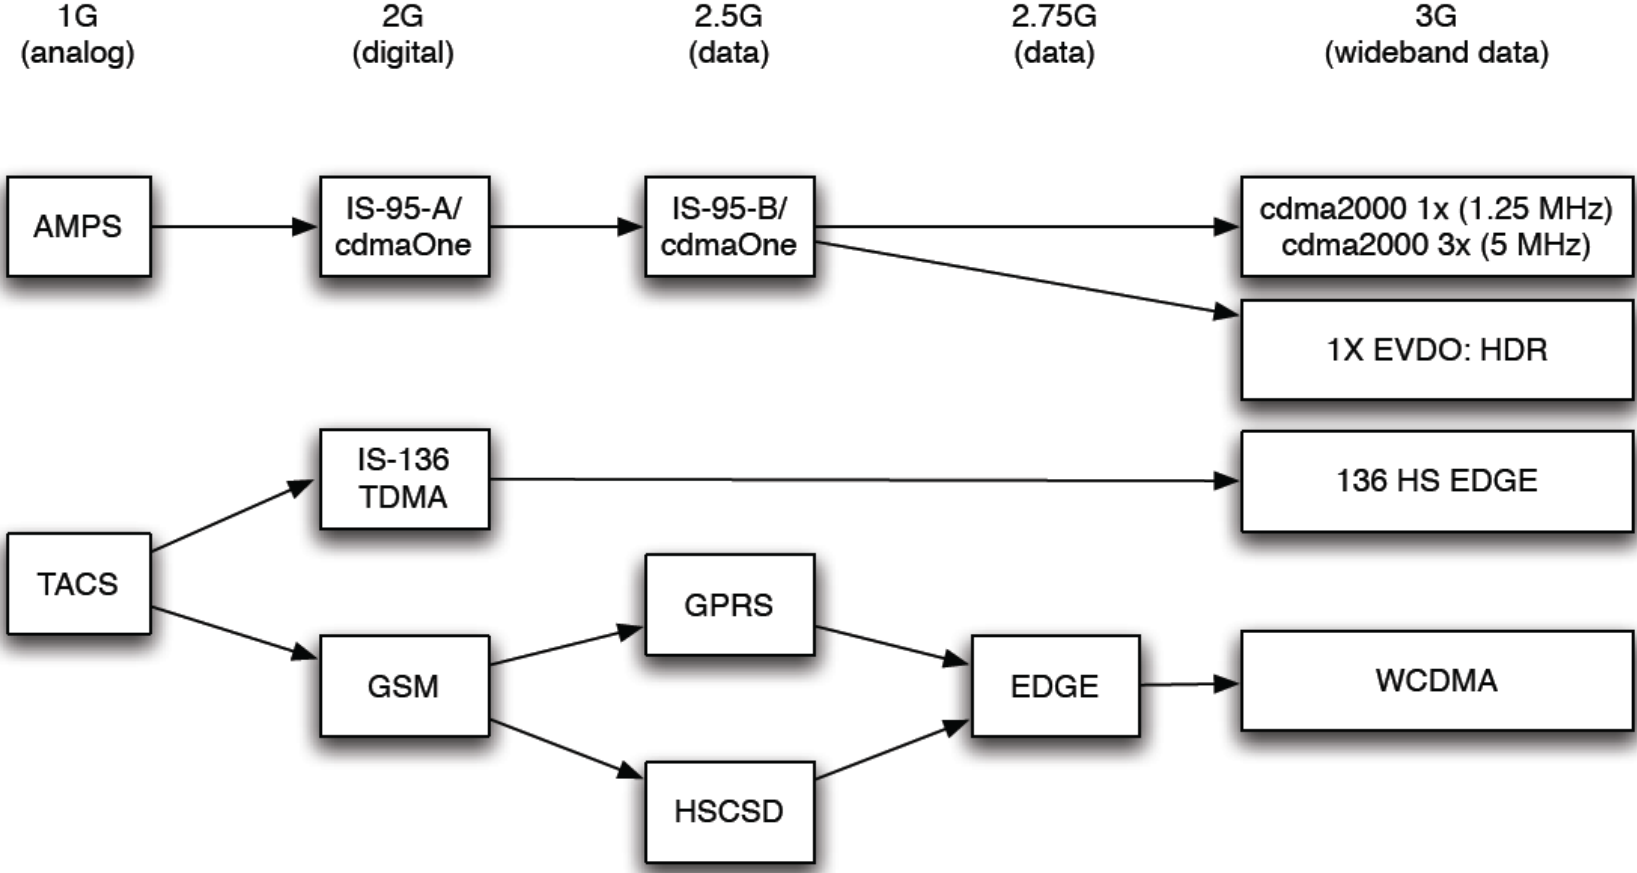 1G
(analog)
2G
(digital)
2.5G
(data)
2.75G
(data)
3G
(wideband data)
AMPS
IS-95-A/
cdmaOne
IS-95-B/
cdmaOne
cdma2000 1x (1.25 MHz)
cdma2000 3x (5 MHz)
1X EVDO: HDR
IS-136
TDMA
136 HS EDGE
TACS
GPRS
GSM
EDGE
WCDMA
HSCSD